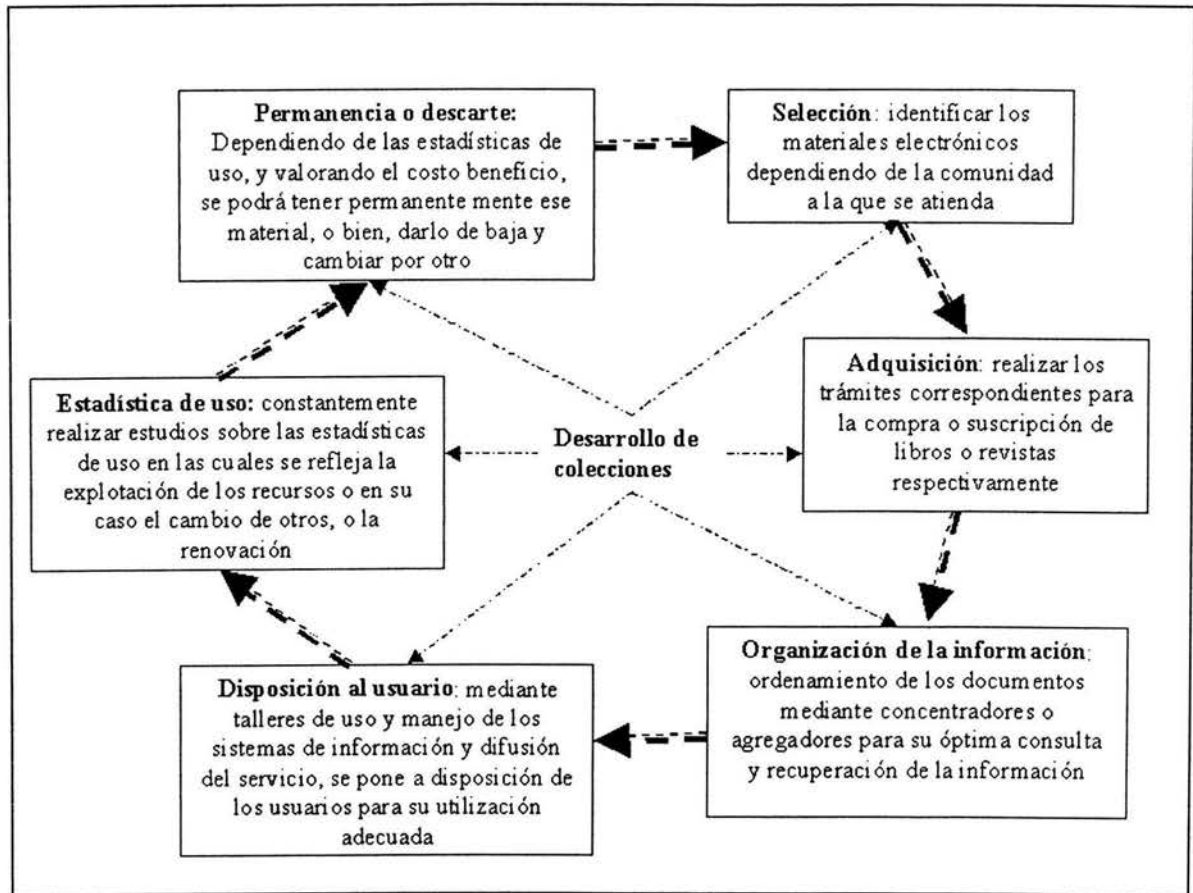 Permanencia o descarte:
Dependiendo de las estadísticas de
uso, y valorando el costo beneficio,
se podrá tener permanente mente ese
material, o bien, darlo de baja y
cambiar por otro
Selección: identificar los
materiales electrónicos
dependiendo de la comunidad
a la que se atienda
Adquisición: realizar los
trámites correspondientes para
la compra o suscripción de
libros o revistas
respectivamente
Organización de la información:
ordenamiento de los documentos
mediante concentradores o
agregadores para su óptima consulta
y recuperación de la información
Disposición al usuario: mediante
talleres de uso y manejo de los
sistemas de información y difusión
del servicio, se pone a disposición de
los usuarios para su utilización
adecuada
Estadística de uso: constantemente
realizar estudios sobre las estadísticas
de uso en las cuales se refleja la
explotación de los recursos o en su
caso el cambio de otros, o la
renovación
Desarrollo de
colecciones